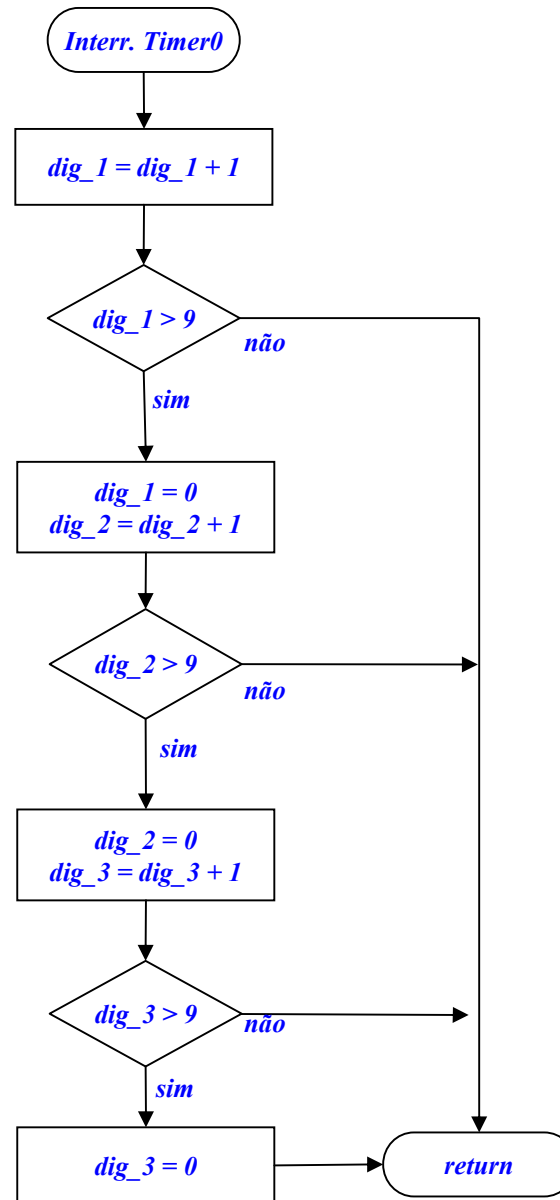 Interr. Timer0
dig_1 = dig_1 + 1
dig_1 > 9
não
sim
dig_1 = 0
dig_2 = dig_2 + 1
dig_2 > 9
não
sim
dig_2 = 0
dig_3 = dig_3 + 1
dig_3 > 9
não
sim
dig_3 = 0
return